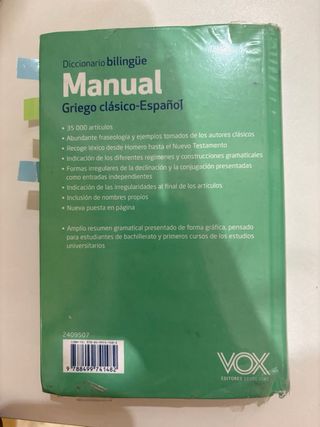 Diccionario bilingüe
Manual
Griego clásico-Español
• 35 000 artículos
• Abundante fraseología y ejemplos tomados de los autores clásicos
• Recoge léxico desde Homero hasta el Nuevo Testamento
• Indicación de los diferentes regímenes y construcciones gramaticales
• Formas irregulares de la declinación y la conjugación presentadas
como entradas independientes
• Indicación de las irregularidades al final de los artículos
• Inclusión de nombres propios
• Nueva puesta en página
• Amplio resumen gramatical presentado de forma gráfica, pensado
para estudiantes de bachillerato y primeros cursos de los estudios
universitarios
2409507
9 788499 741482
VOX
EDITORES DESDE